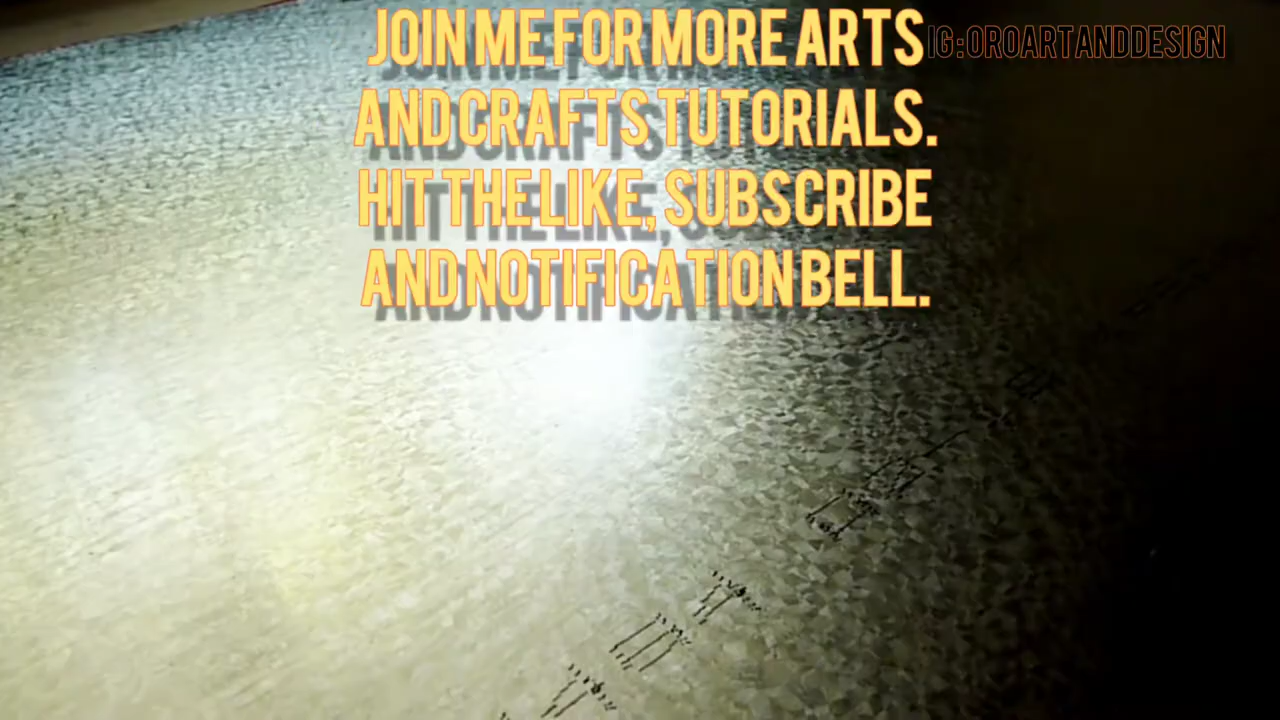 JOIN ME FOR MORE ARTS
AND CRAFTS TUTORIALS.
HIT THE LIKE, SUBSCRIBE
AND NOTIFICATION BELL.
IG:OROARTANDDESIGN